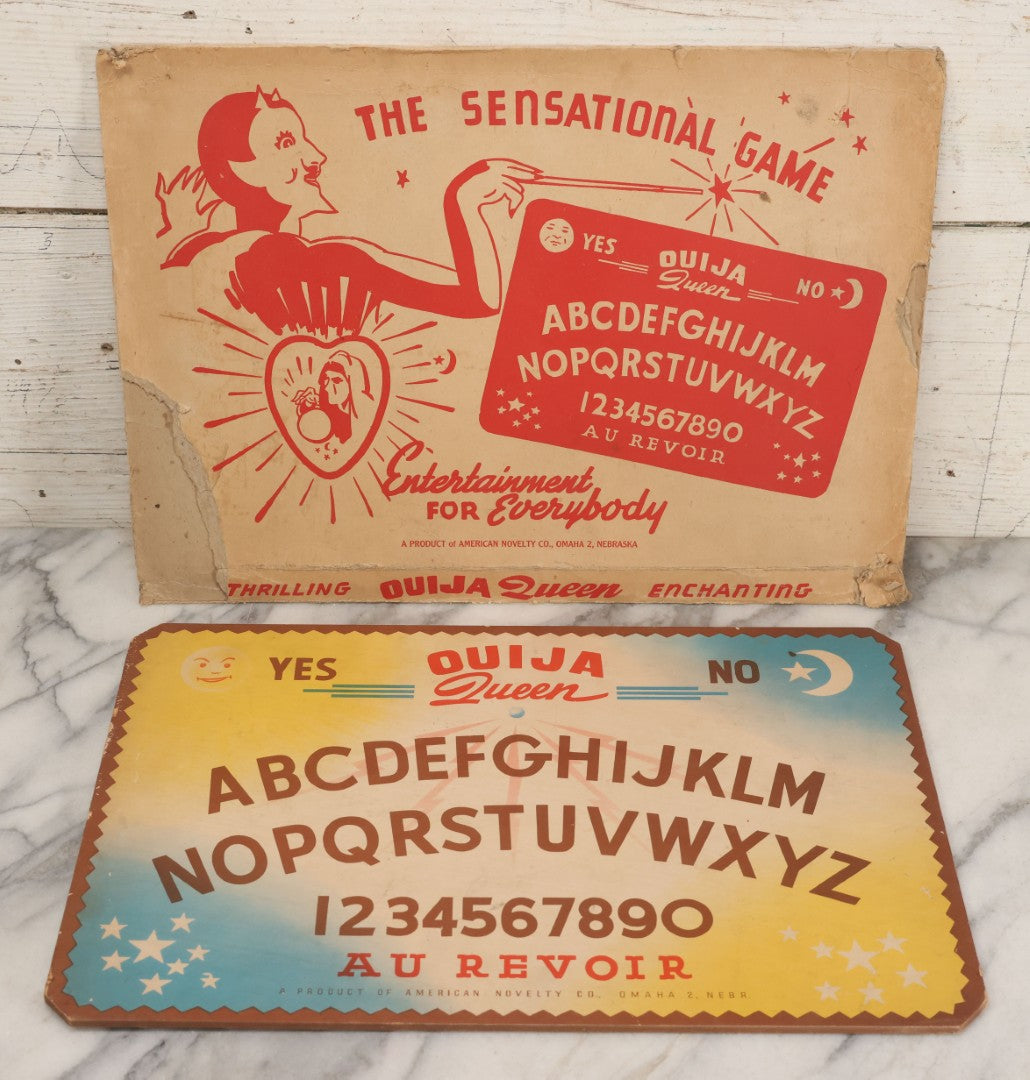 THE SENSATIONAL GAME
YES OUIJA Queen NO
ABCDEFGHIJKLM
NOPQRSTUVWXYZ
1234567890
AU REVOIR
Entertainment
FOR Everybody
A PRODUCT of AMERICAN NOVELTY CO., OMAHA 2, NEBRASKA
THRILLING OUIJA Queen ENCHANTING
YES OUIJA Queen NO
ABCDEFGHIJKLM
NOPQRSTUVWXYZ
1234567890
AU REVOIR
A PRODUCT OF AMERICAN NOVELTY CO., OMAHA 2, NEBR.